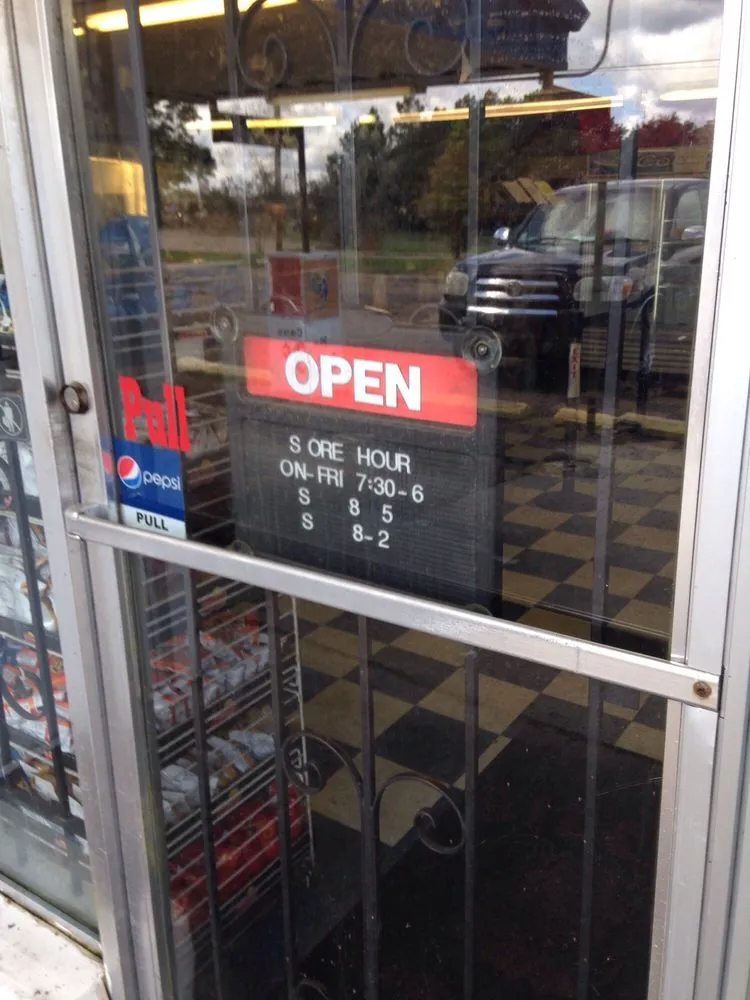 OPEN
S ORE HOUR
ON-FRI 7:30-6
S 8 5
S 8-2
Pull
pepsi
PULL